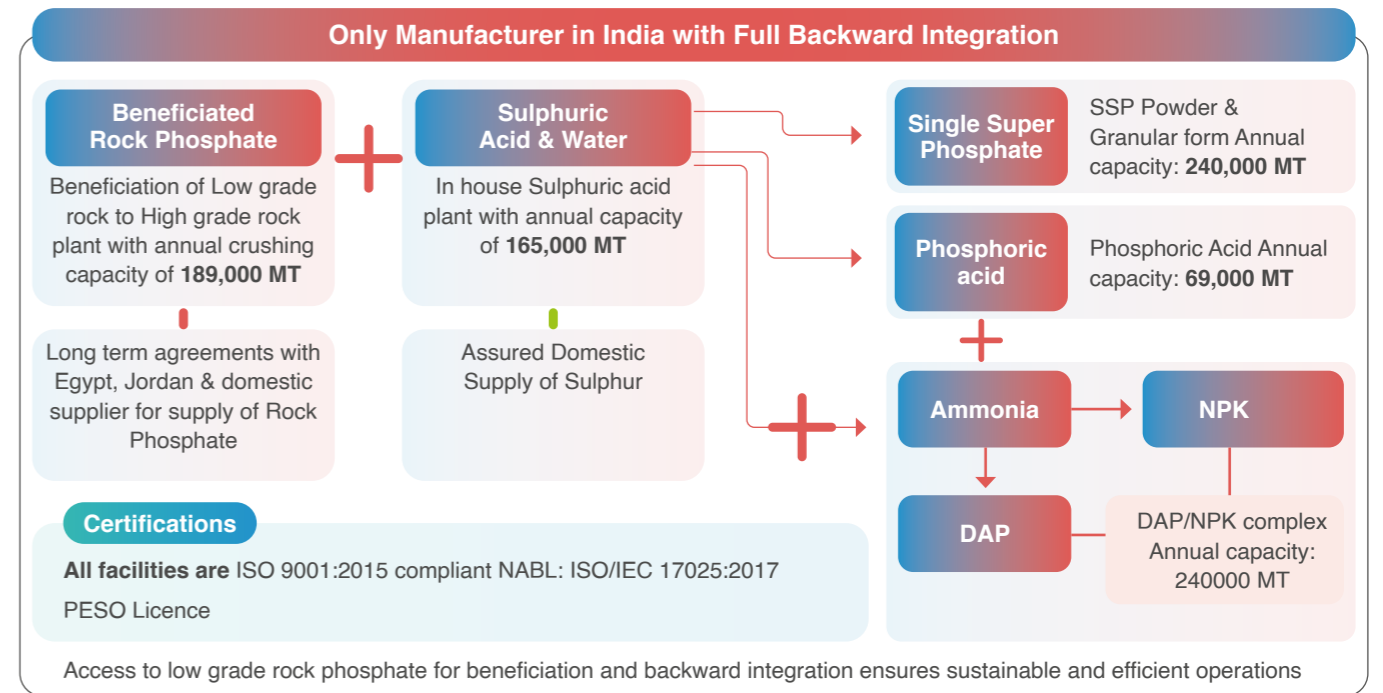 Only Manufacturer in India with Full Backward Integration
Beneficiated
Rock Phosphate
Beneficiation of Low grade
rock to High grade rock
plant with annual crushing
capacity of 189,000 MT
Long term agreements with
Egypt, Jordan & domestic
supplier for supply of Rock
Phosphate
Sulphuric
Acid & Water
In house Sulphuric acid
plant with annual capacity
of 165,000 MT
Assured Domestic
Supply of Sulphur
Single Super
Phosphate
SSP Powder &
Granular form Annual
capacity: 240,000 MT
Phosphoric
acid
Phosphoric Acid Annual
capacity: 69,000 MT
Ammonia
NPK
DAP
DAP/NPK complex
Annual capacity:
240000 MT
Certifications
All facilities are ISO 9001:2015 compliant NABL: ISO/IEC 17025:2017
PESO Licence
Access to low grade rock phosphate for beneficiation and backward integration ensures sustainable and efficient operations